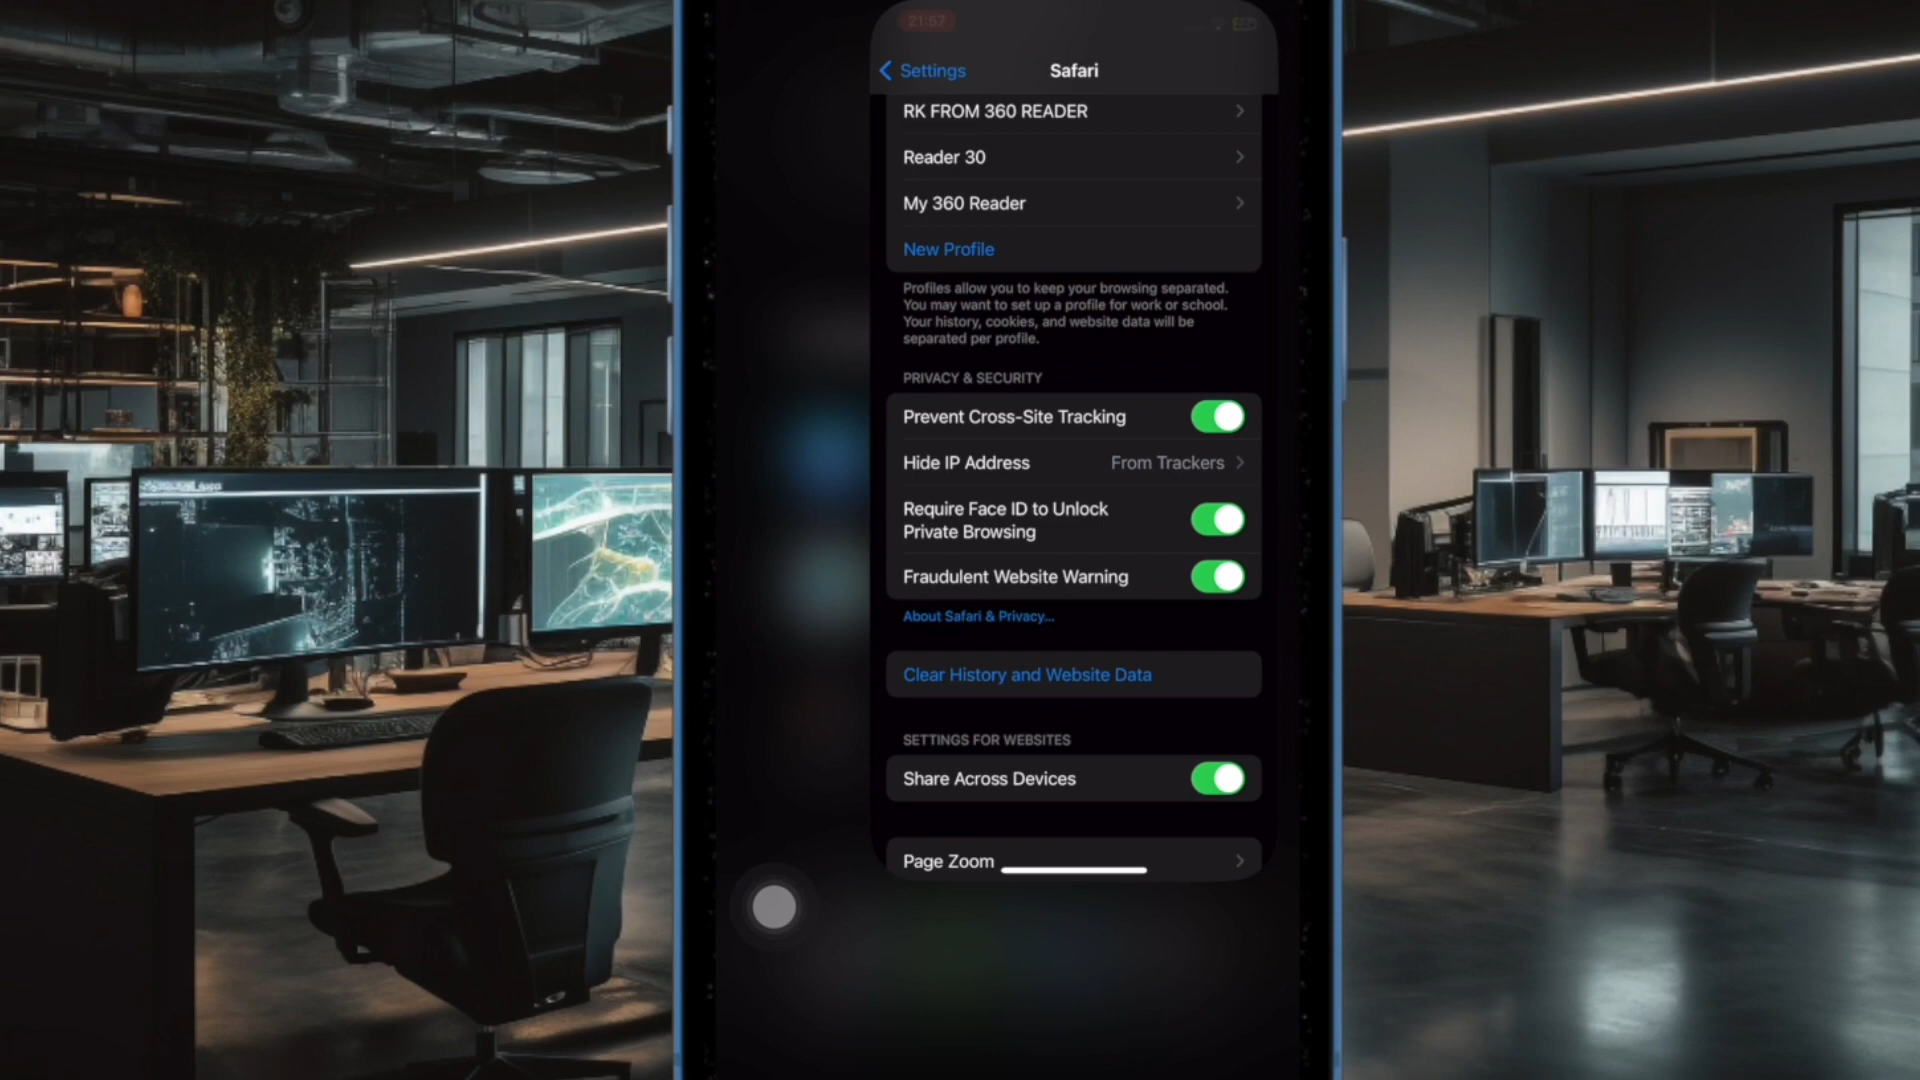 21:57
Settings
Safari
RK FROM 360 READER
Reader 30
My 360 Reader
New Profile
Profiles allow you to keep your browsing separated.
You may want to set up a profile for work or school.
Your history, cookies, and website data will be
separated per profile.
PRIVACY & SECURITY
Prevent Cross-Site Tracking
Hide IP Address From Trackers
Require Face ID to Unlock
Private Browsing
Fraudulent Website Warning
About Safari & Privacy...
Clear History and Website Data
SETTINGS FOR WEBSITES
Share Across Devices
Page Zoom